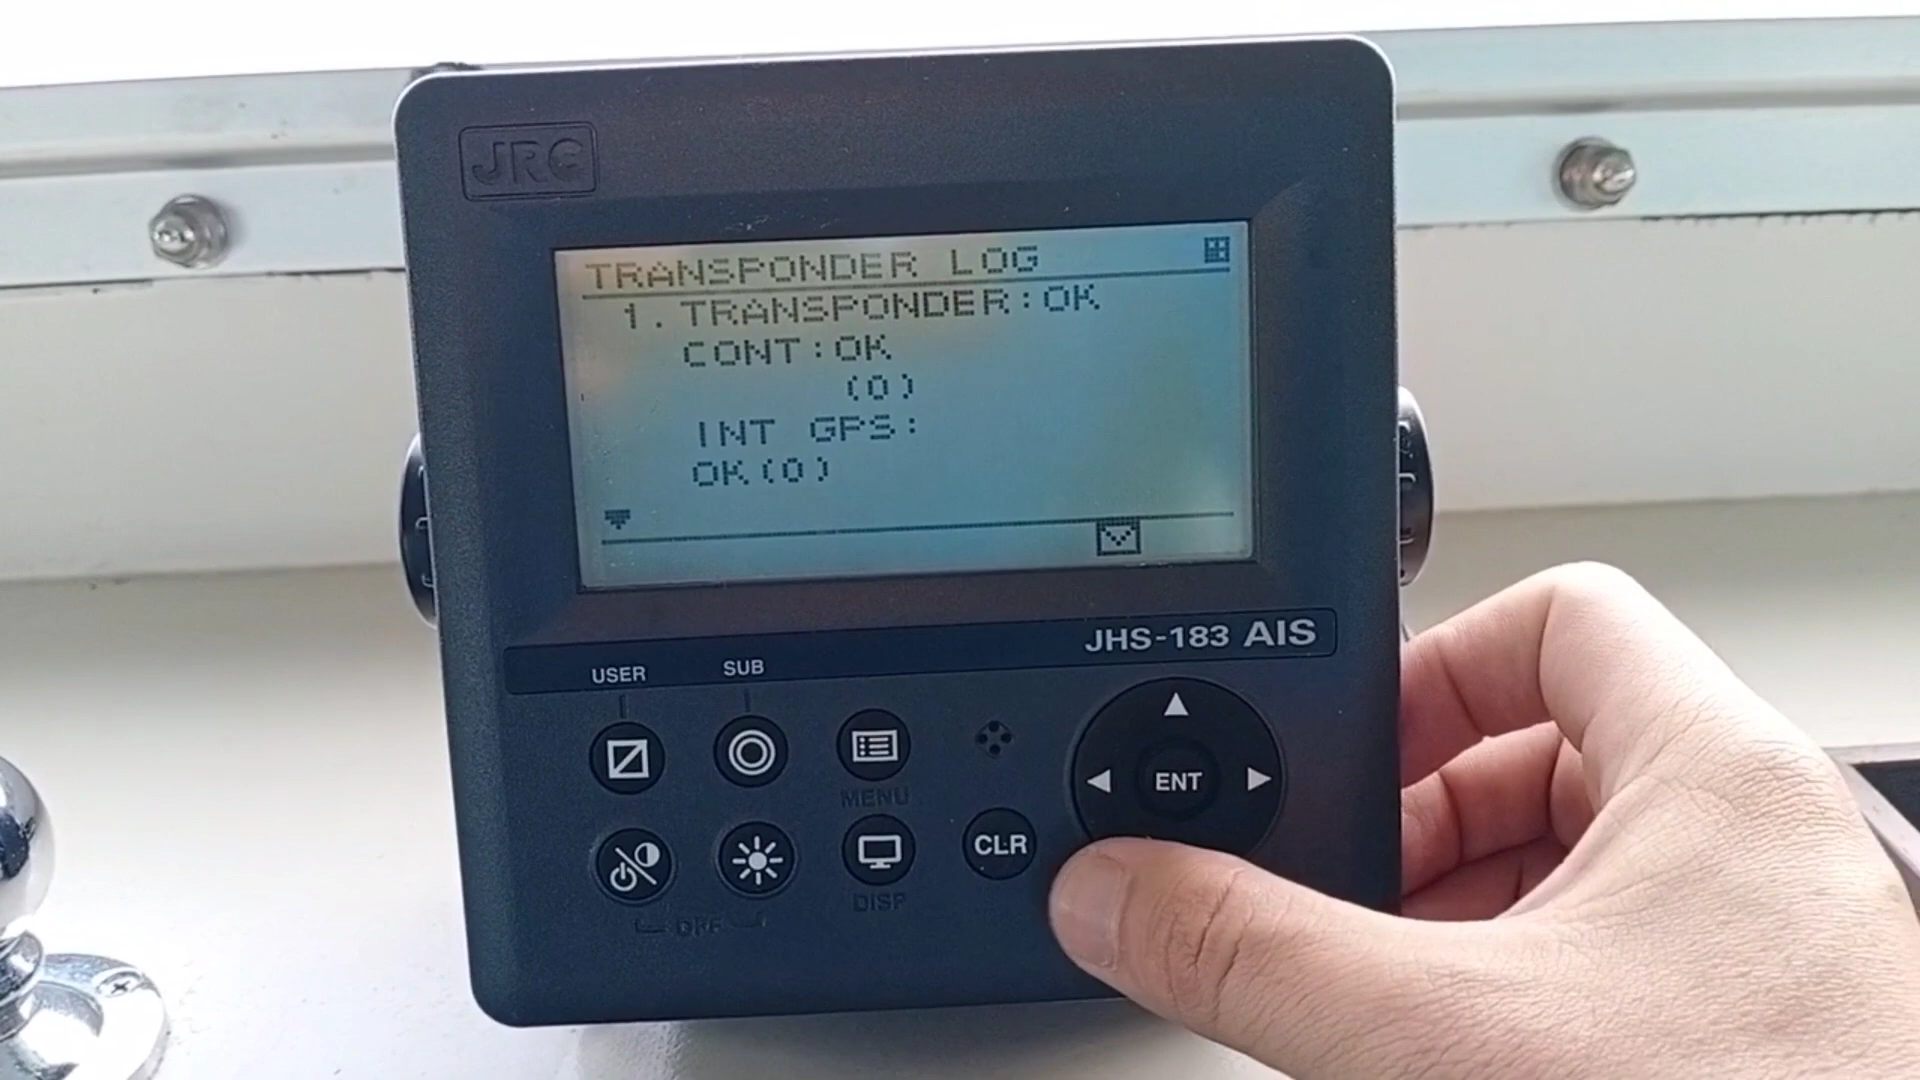 JRC
TRANSPONDER LOG
1. TRANSPONDER:OK
CONT:OK
(0)
INT GPS:
OK(0)
JHS-183 AIS
USER SUB
MENU
ENT
CLR
DISP
OFF